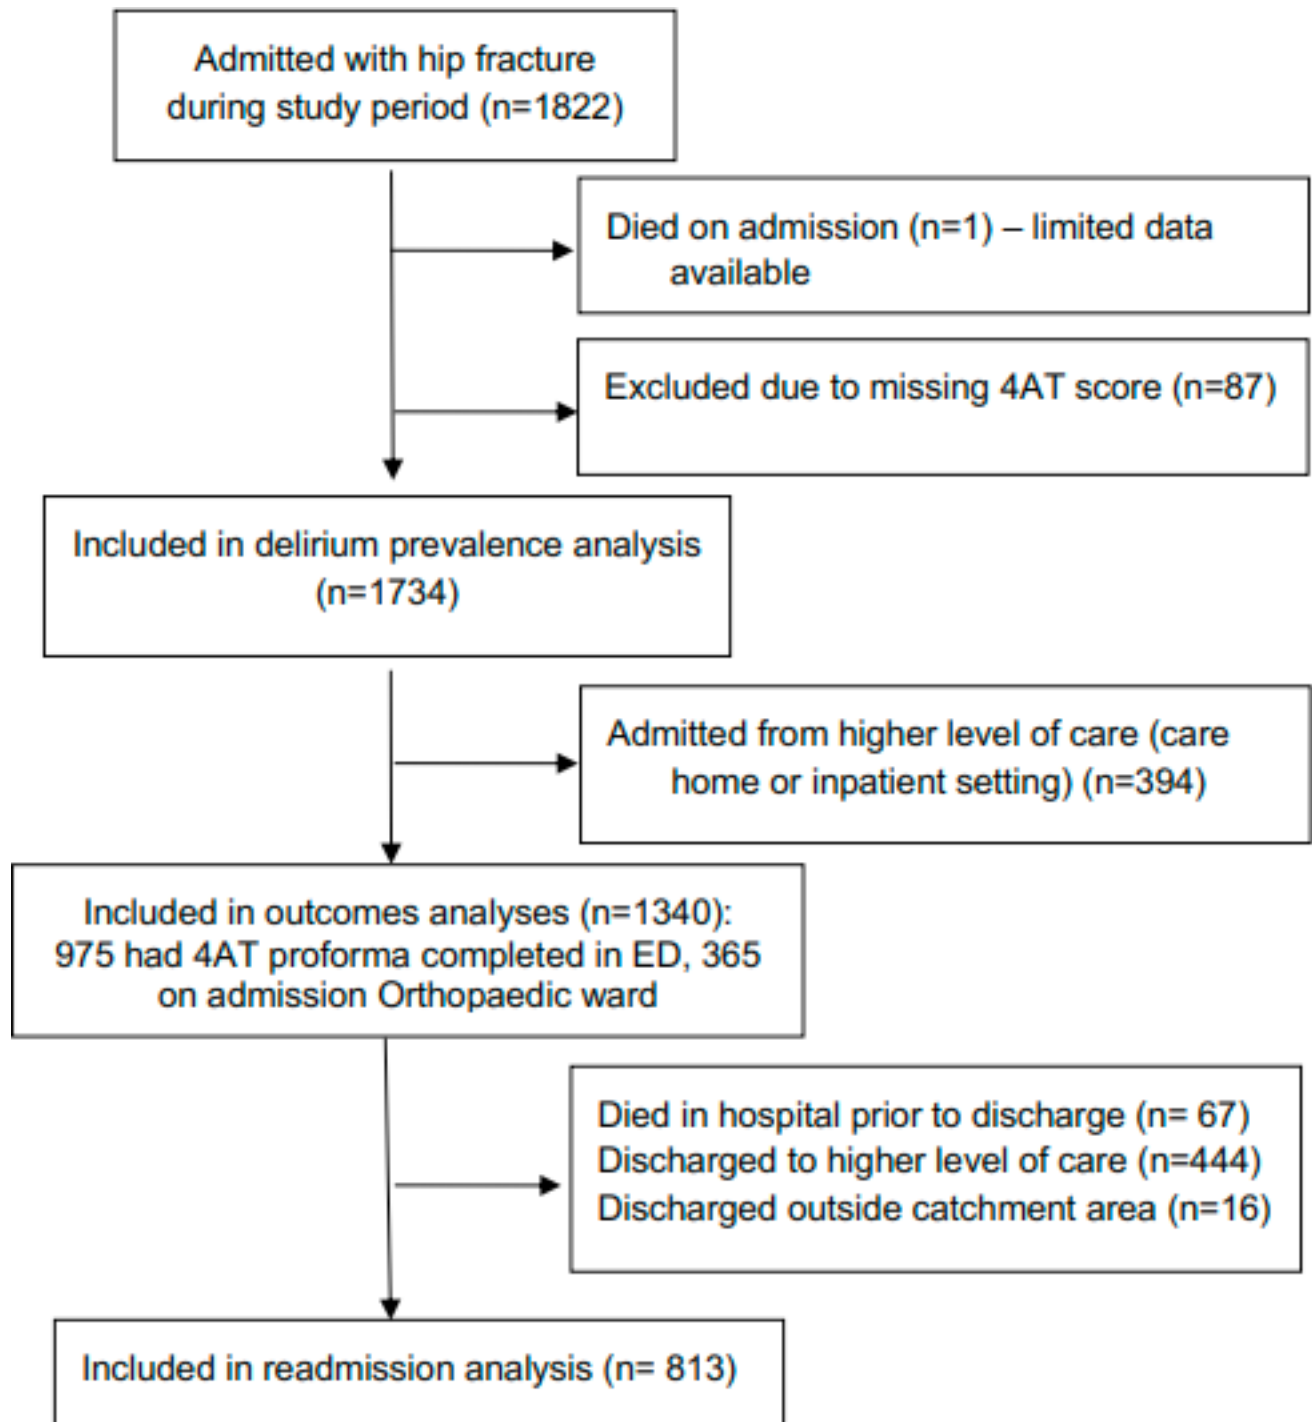 Admitted with hip fracture
during study period (n=1822)
Died on admission (n=1) – limited data
available
Excluded due to missing 4AT score (n=87)
Included in delirium prevalence analysis
(n=1734)
Admitted from higher level of care (care
home or inpatient setting) (n=394)
Included in outcomes analyses (n=1340):
975 had 4AT proforma completed in ED, 365
on admission Orthopaedic ward
Died in hospital prior to discharge (n= 67)
Discharged to higher level of care (n=444)
Discharged outside catchment area (n=16)
Included in readmission analysis (n= 813)